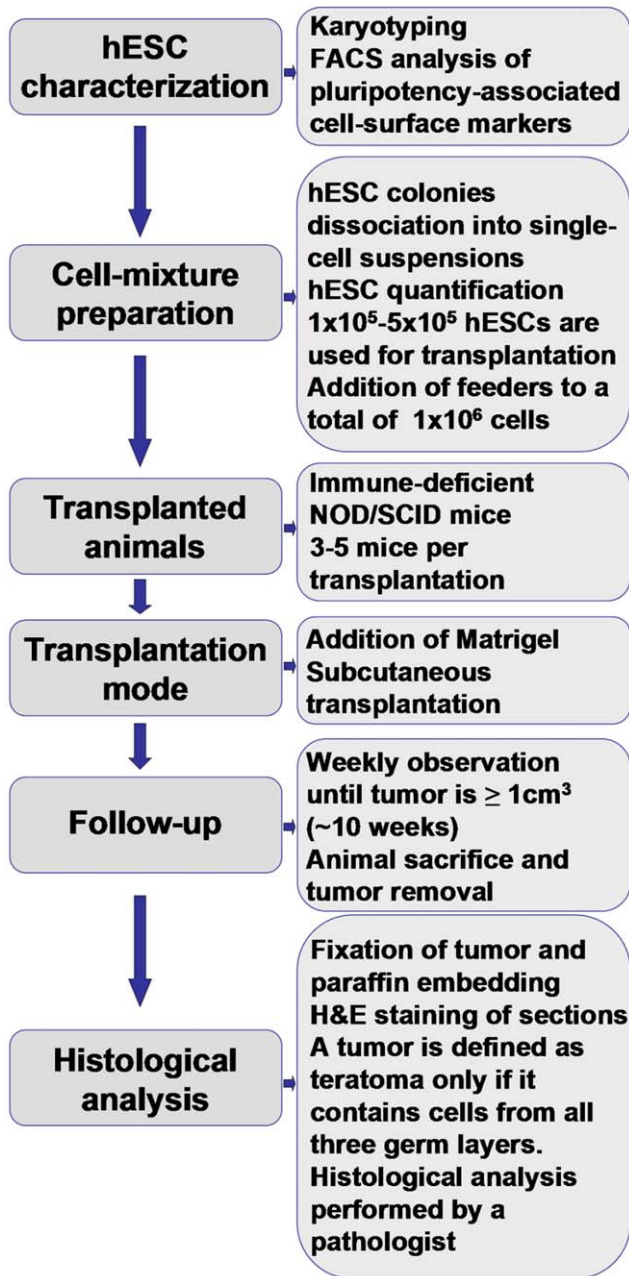 hESC
characterization
Karyotyping
FACS analysis of
pluripotency-associated
cell-surface markers
Cell-mixture
preparation
hESC colonies
dissociation into single-
cell suspensions
hESC quantification
1x10⁵-5x10⁵ hESCs are
used for transplantation
Addition of feeders to a
total of 1x10⁶ cells
Transplanted
animals
Immune-deficient
NOD/SCID mice
3-5 mice per
transplantation
Transplantation
mode
Addition of Matrigel
Subcutaneous
transplantation
Follow-up
Weekly observation
until tumor is ≥ 1cm³
(~10 weeks)
Animal sacrifice and
tumor removal
Histological
analysis
Fixation of tumor and
paraffin embedding
H&E staining of sections
A tumor is defined as
teratoma only if it
contains cells from all
three germ layers.
Histological analysis
performed by a
pathologist